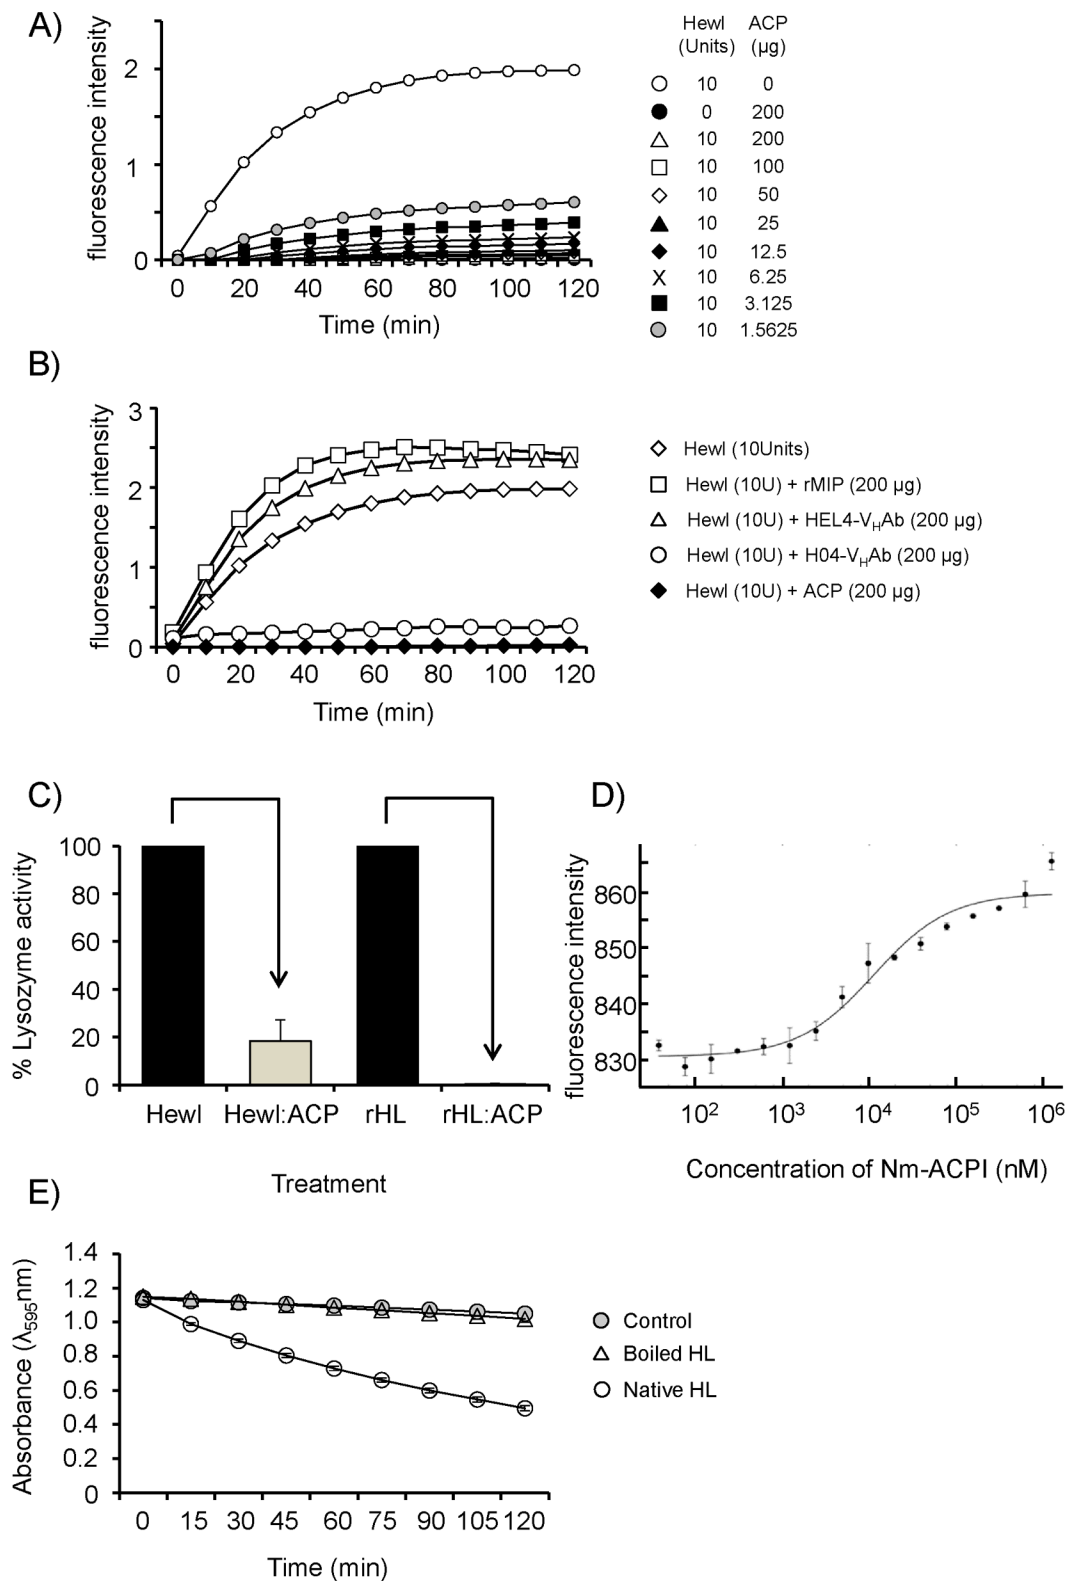 A)
fluorescence intensity
2
1
0
0 20 40 60 80 100 120
Time (min)
Hewl ACP
(Units) (µg)
10 0
0 200
10 200
10 100
10 50
10 25
10 12.5
10 6.25
10 3.125
10 1.5625
B)
fluorescence intensity
3
2
1
0
0 20 40 60 80 100 120
Time (min)
Hewl (10Units)
Hewl (10U) + rMIP (200 µg)
Hewl (10U) + HEL4-VHAb (200 µg)
Hewl (10U) + H04-VHAb (200 µg)
Hewl (10U) + ACP (200 µg)
C)
% Lysozyme activity
100
80
60
40
20
0
Hewl Hewl:ACP rHL rHL:ACP
Treatment
D)
fluorescence intensity
860
850
840
830
10² 10³ 10⁴ 10⁵ 10⁶
Concentration of Nm-ACPI (nM)
E)
Absorbance (λ595nm)
1.4
1.2
1.0
0.8
0.6
0.4
0.2
0
0 15 30 45 60 75 90 105 120
Time (min)
Control
Boiled HL
Native HL